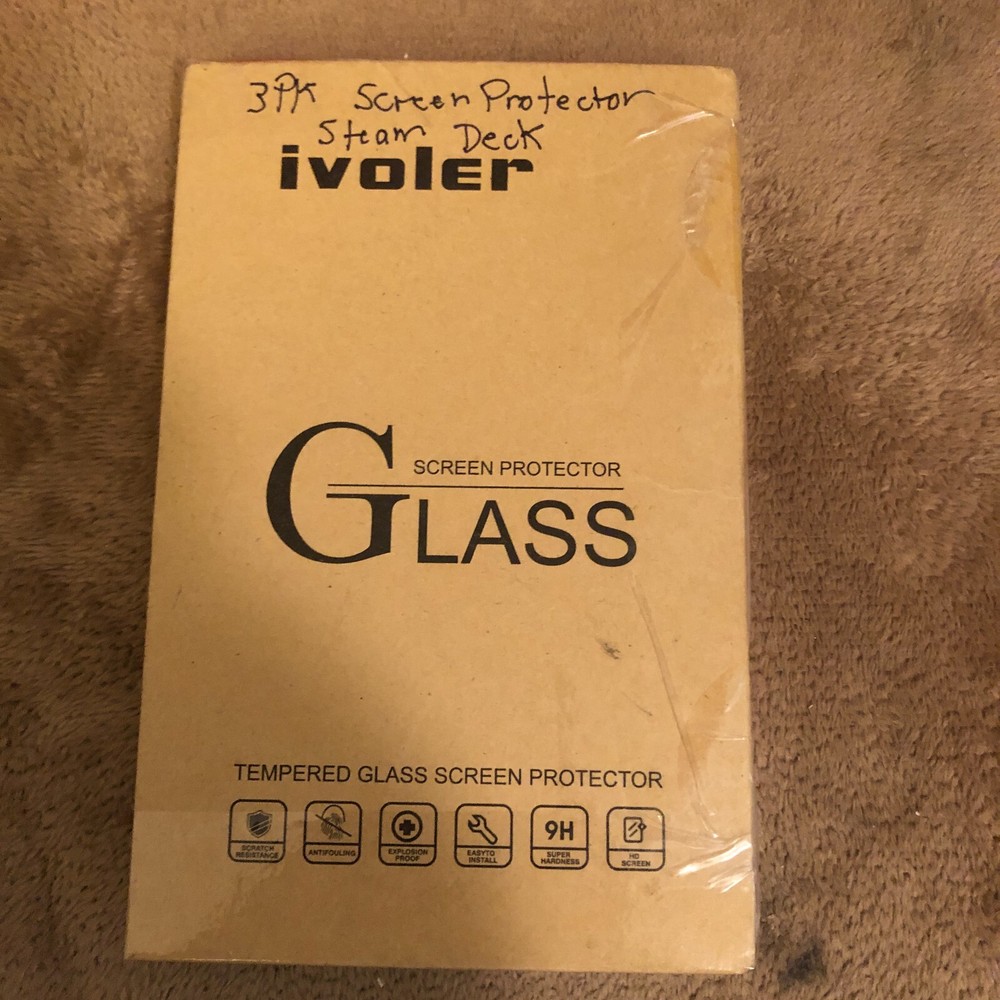 3PK Screen Protector
Steam Deck
ivoler
SCREEN PROTECTOR
GLASS
TEMPERED GLASS SCREEN PROTECTOR
SCRATCH
RESISTANCE
ANTIFOULING
EXPLOSION
PROOF
EASYTO
INSTALL
9H
SUPER
HARDNESS
HD
SCREEN